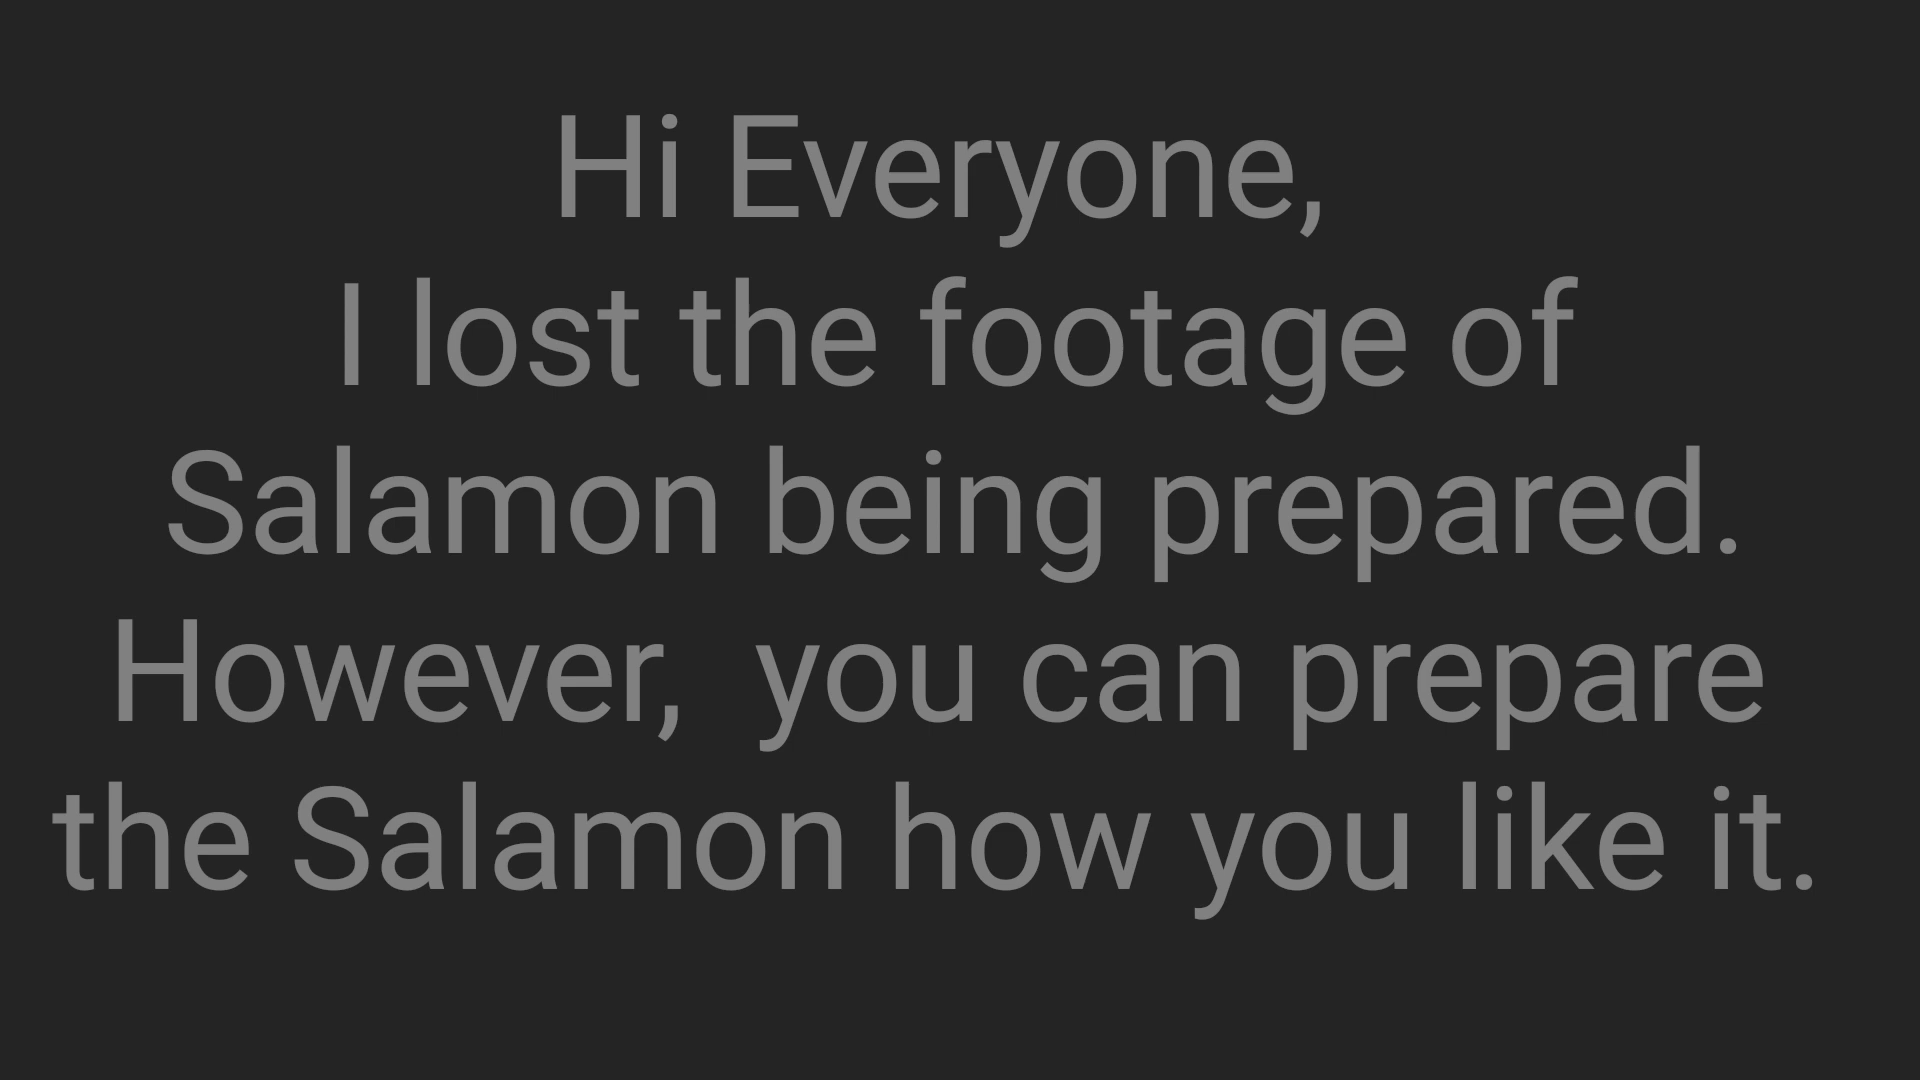 Hi Everyone,
I lost the footage of
Salamon being prepared.
However,  you can prepare
the Salamon how you like it.